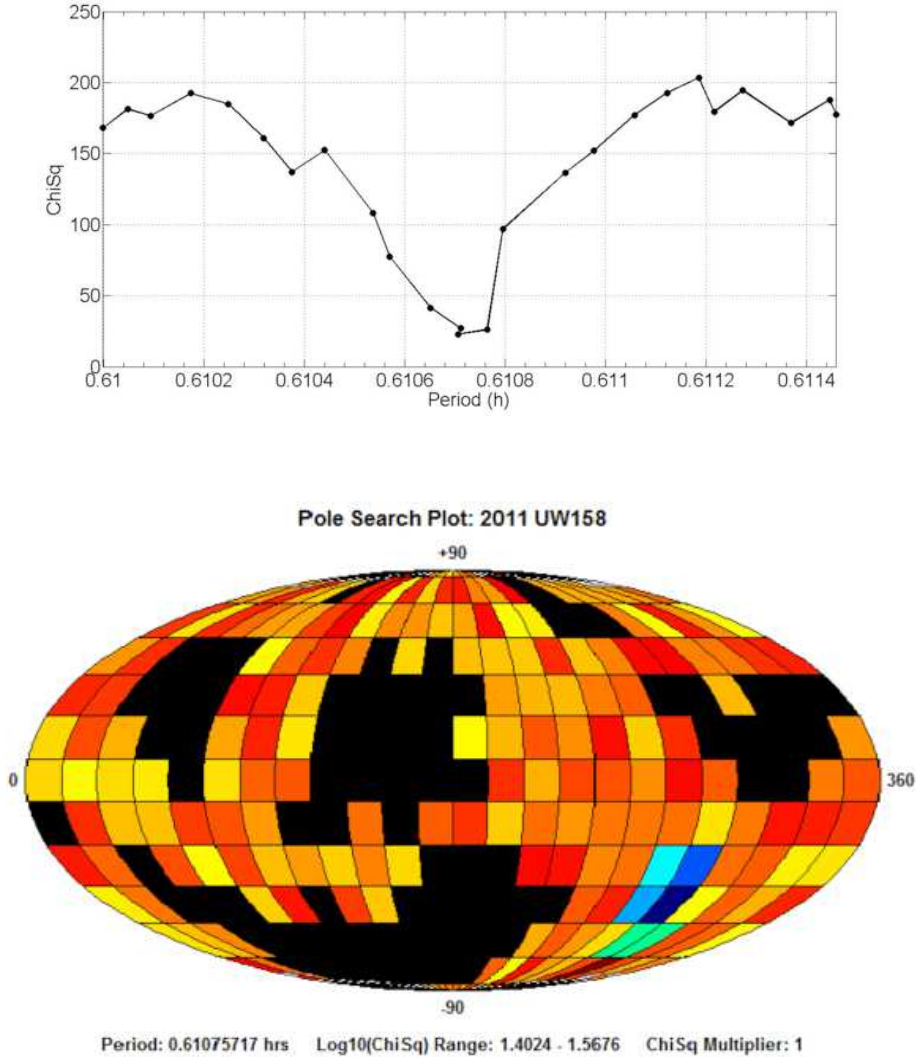 250
200
150
100
50
0
ChiSq
0.61 0.6102 0.6104 0.6106 0.6108 0.611 0.6112 0.6114
Period (h)
Pole Search Plot: 2011 UW158
+90
0
360
-90
Period: 0.61075717 hrs Log10(ChiSq) Range: 1.4024 - 1.5676 ChiSq Multiplier: 1